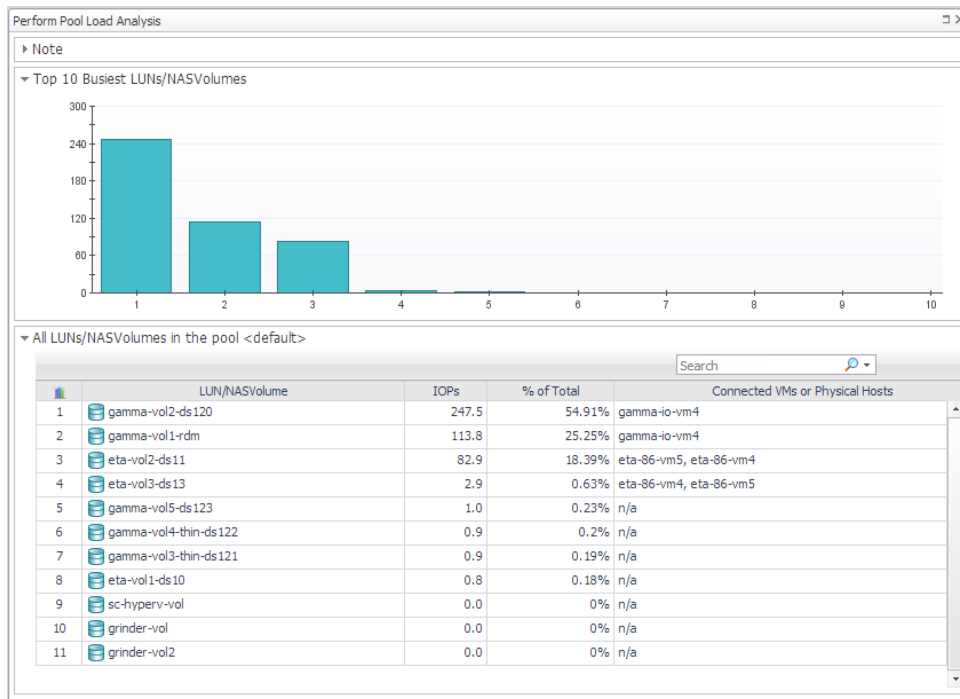 Perform Pool Load Analysis
Note
Top 10 Busiest LUNs/NASVolumes
300
240
180
120
60
0
1 2 3 4 5 6 7 8 9 10
All LUNs/NASVolumes in the pool <default>
Search
LUN/NASVolume IOPs % of Total Connected VMs or Physical Hosts
1 gamma-vol2-ds120 247.5 54.91% gamma-io-vm4
2 gamma-vol1-rdm 113.8 25.25% gamma-io-vm4
3 eta-vol2-ds11 82.9 18.39% eta-86-vm5, eta-86-vm4
4 eta-vol3-ds13 2.9 0.63% eta-86-vm4, eta-86-vm5
5 gamma-vol5-ds123 1.0 0.23% n/a
6 gamma-vol4-thin-ds122 0.9 0.2% n/a
7 gamma-vol3-thin-ds121 0.9 0.19% n/a
8 eta-vol1-ds10 0.8 0.18% n/a
9 sc-hyperv-vol 0.0 0% n/a
10 grinder-vol 0.0 0% n/a
11 grinder-vol2 0.0 0% n/a